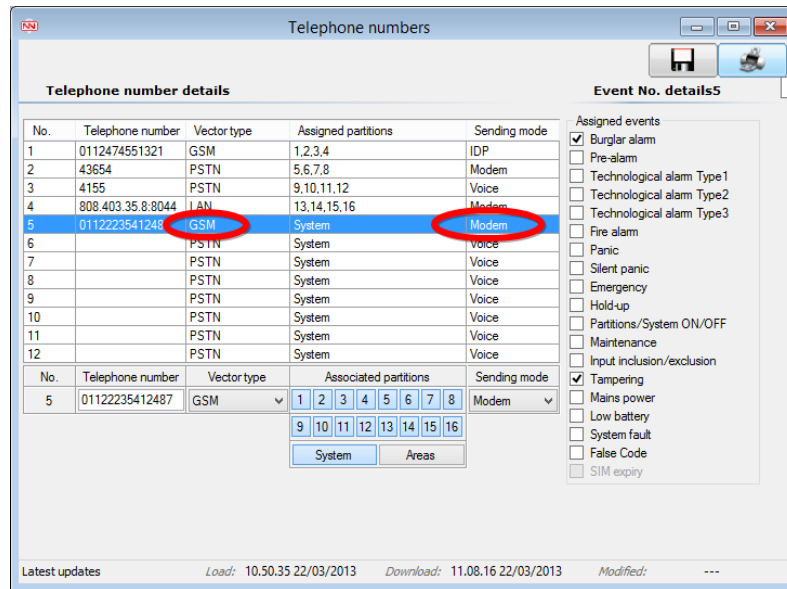 Telephone numbers
Telephone number details
Event No. details5
No. Telephone number Vector type Assigned partitions Sending mode
1 0112474551321 GSM 1,2,3,4 IDP
2 43654 PSTN 5,6,7,8 Modem
3 4155 PSTN 9,10,11,12 Voice
4 808.403.35.8:8044 LAN 13,14,15,16 Modem
5 0112223541248 GSM System Modem
6 PSTN System Voice
7 PSTN System Voice
8 PSTN System Voice
9 PSTN System Voice
10 PSTN System Voice
11 PSTN System Voice
12 PSTN System Voice
No. Telephone number Vector type Associated partitions Sending mode
5 01122235412487 GSM 1 2 3 4 5 6 7 8 Modem
9 10 11 12 13 14 15 16
System Areas
Assigned events
Burglar alarm
Pre-alarm
Technological alarm Type1
Technological alarm Type2
Technological alarm Type3
Fire alarm
Panic
Silent panic
Emergency
Hold-up
Partitions/System ON/OFF
Maintenance
Input inclusion/exclusion
Tampering
Mains power
Low battery
System fault
False Code
SIM expiry
Latest updates Load: 10.50.35 22/03/2013 Download: 11.08.16 22/03/2013 Modified: ---